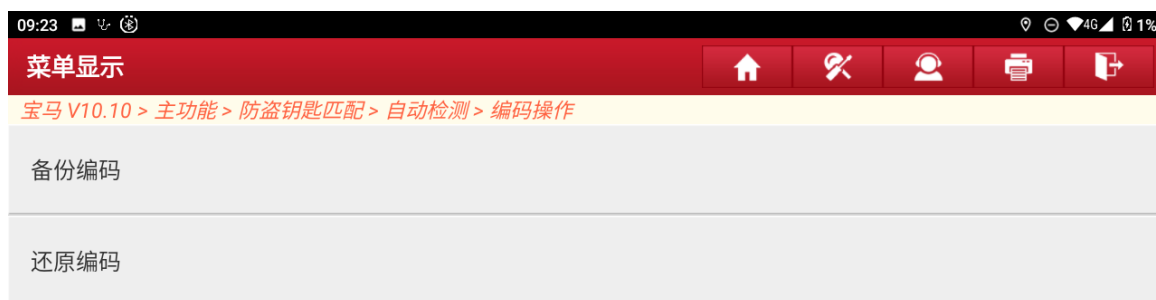 09:23 4G 1%
菜单显示
宝马 V10.10 > 主功能 > 防盗钥匙匹配 > 自动检测 > 编码操作
备份编码
还原编码